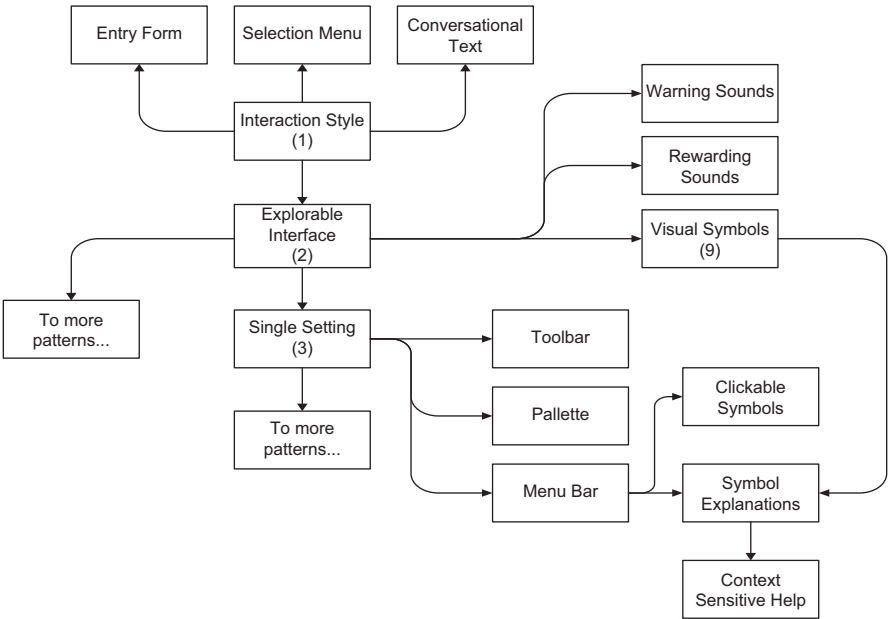 Entry Form
Selection Menu
Conversational
Text
Interaction Style
(1)
Warning Sounds
Rewarding
Sounds
Explorable
Interface
(2)
Visual Symbols
(9)
To more
patterns...
Single Setting
(3)
Toolbar
Clickable
Symbols
Pallette
To more
patterns...
Menu Bar
Symbol
Explanations
Context
Sensitive Help